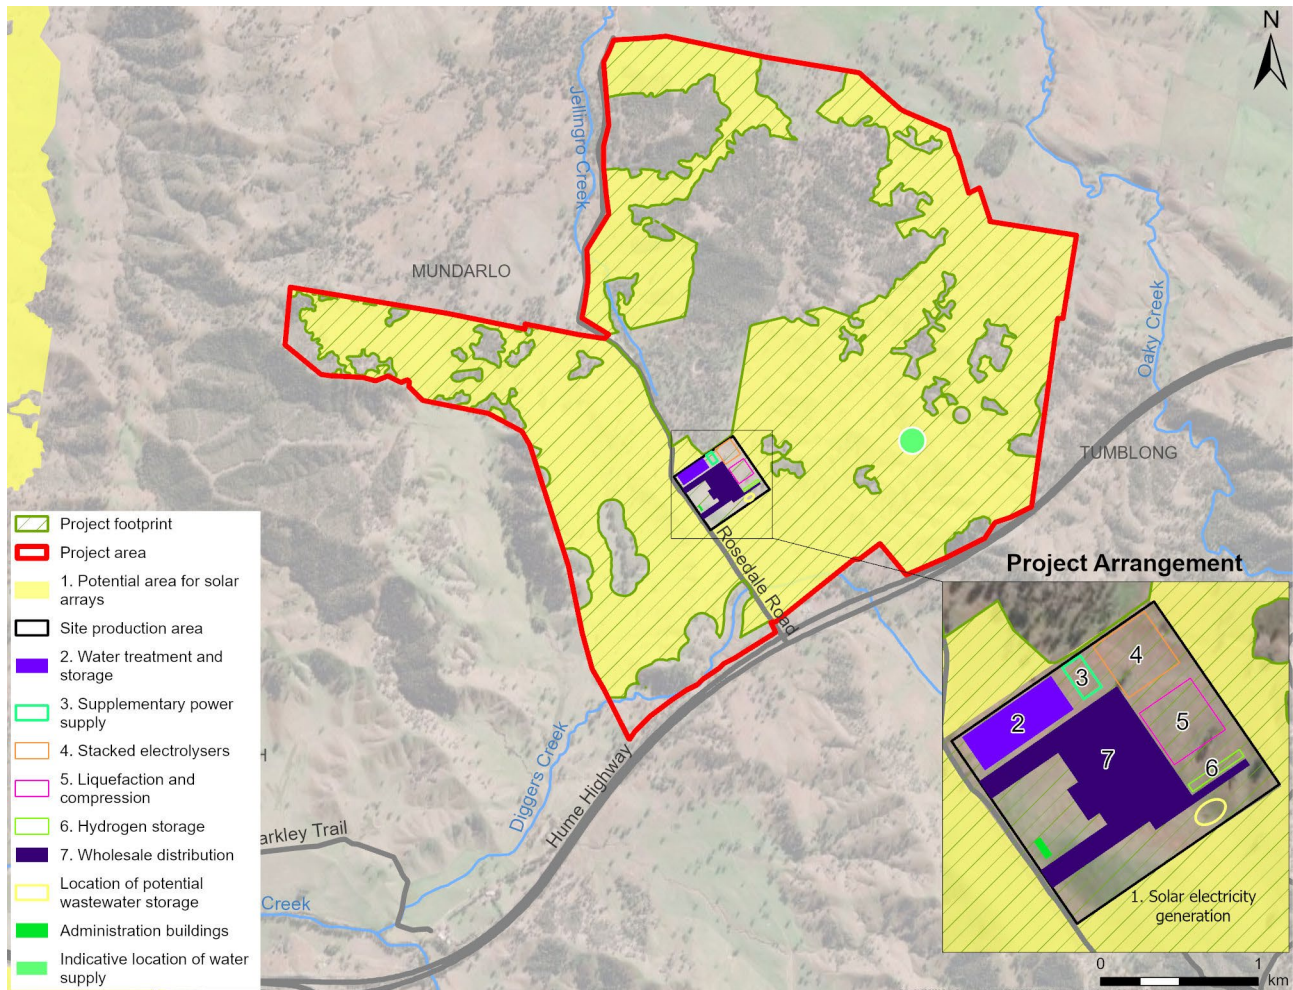 N
Jellingro Creek
MUNDARLO
Oaky Creek
TUMBLONG
Rosedale Road
Diggers Creek
Hume Highway
arkley Trail
Creek
H
Project footprint
Project area
1. Potential area for solar
arrays
Site production area
2. Water treatment and
storage
3. Supplementary power
supply
4. Stacked electrolysers
5. Liquefaction and
compression
6. Hydrogen storage
7. Wholesale distribution
Location of potential
wastewater storage
Administration buildings
Indicative location of water
supply
Project Arrangement
4
3
2
5
7
6
1. Solar electricity
generation
0 1
km